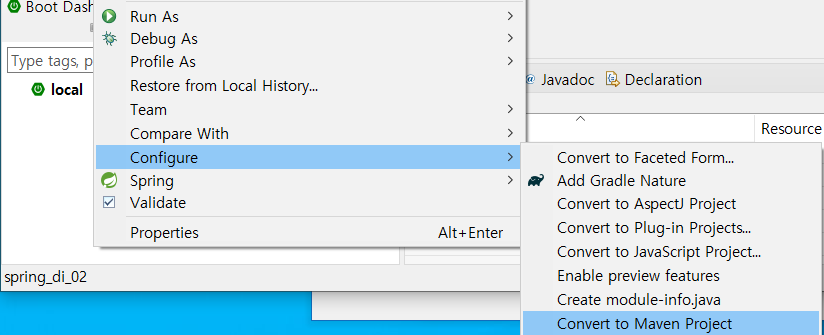 Boot Dash
Type tags, p
local
Run As
Debug As
Profile As
Restore from Local History...
Team
Compare With
Configure
Spring
Validate
Properties Alt+Enter
@ Javadoc Declaration
Resource
Convert to Faceted Form...
Add Gradle Nature
Convert to AspectJ Project
Convert to Plug-in Projects...
Convert to JavaScript Project...
Enable preview features
Create module-info.java
Convert to Maven Project
spring_di_02